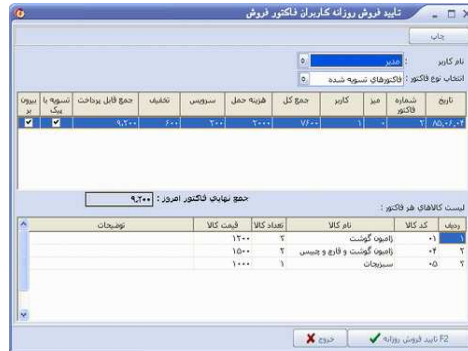 تایید فروش روزانه کاربران فاکتور فروش
چاپ
نام کاربر : مدیر
انتخاب نوع فاکتور : فاکتورهای تسویه شده
تاریخ شماره فاکتور میز کاربر جمع کل هزینه حمل سرویس تخفیف جمع قابل پرداخت تسویه با پیک بیرون بر
۸۵,۰۶,۰۴ ۲ ۰ ۱ ۷۶۰۰ ۲۰۰۰ ۲۰۰ ۶۰۰ ۹,۲۰۰
جمع نهایی فاکتور امروز : ۹,۲۰۰
لیست کالاهای هر فاکتور :
ردیف کد کالا نام کالا تعداد کالا قیمت کالا توضیحات
۱ ۰۱ ژامبون گوشت ۲ ۱۲۰۰
۲ ۰۴ ژامبون گوشت و قارچ و چیپس ۲ ۱۵۰۰
۳ ۰۵ سبزیجات ۱ ۱۰۰۰
F2 تایید فروش روزانه خروج